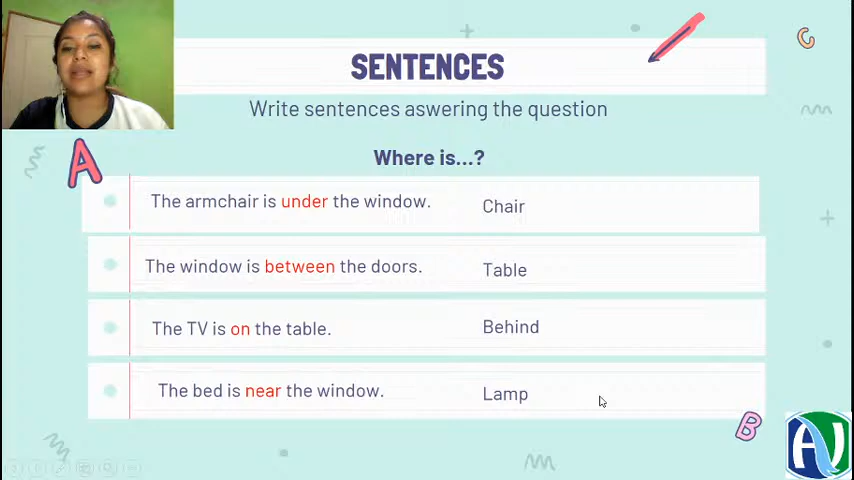 SENTENCES
Write sentences aswering the question
Where is...?
A
The armchair is under the window. Chair
The window is between the doors. Table
The TV is on the table. Behind
The bed is near the window. Lamp
B
C